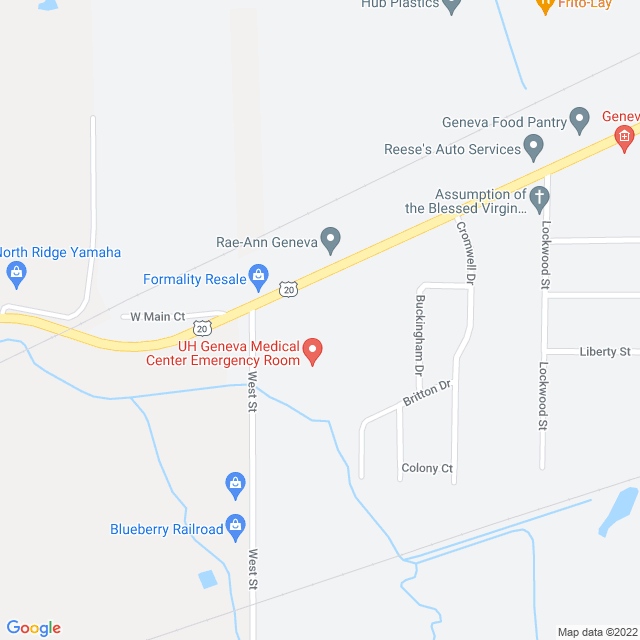 Hub Plastics
Frito-Lay
Geneva Food Pantry
Genev
Reese's Auto Services
Assumption of
the Blessed Virgin...
Lockwood St
Cromwell Dr
Rae-Ann Geneva
North Ridge Yamaha
Formality Resale
20
W Main Ct
20
Buckingham Dr
UH Geneva Medical
Center Emergency Room
Liberty St
West St
Britton Dr
Lockwood St
Colony Ct
Blueberry Railroad
West St
Google
Map data ©2022